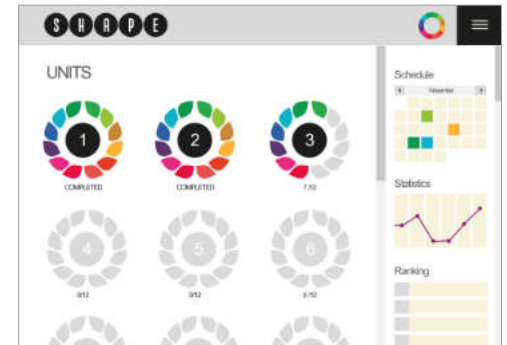 SHAPE
UNITS
1
2
3
COMPLETED
COMPLETED
7/12
4
5
6
0/12
0/12
0/12
Schedule
November
Statistics
Ranking